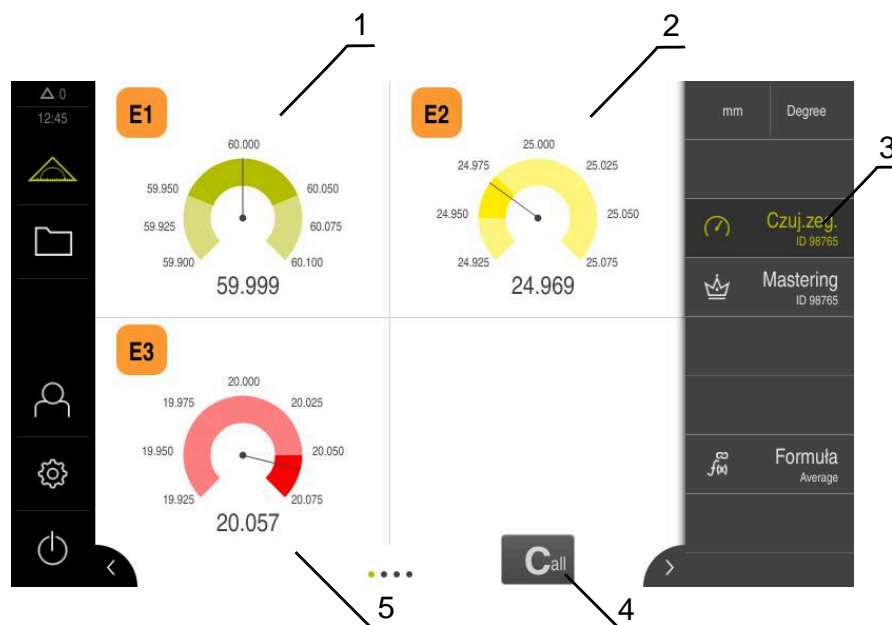 1
2
0
12:45
E1
60.000
59.950
60.050
59.925
60.075
59.900
60.100
59.999
E2
25.000
24.975
25.025
24.950
25.050
24.925
25.075
24.969
mm
Degree
3
Czuj.zeg.
ID 98765
Mastering
ID 98765
E3
20.000
19.975
20.025
19.950
20.050
19.925
20.075
20.057
f(x)
Formuła
Average
Call
5
4